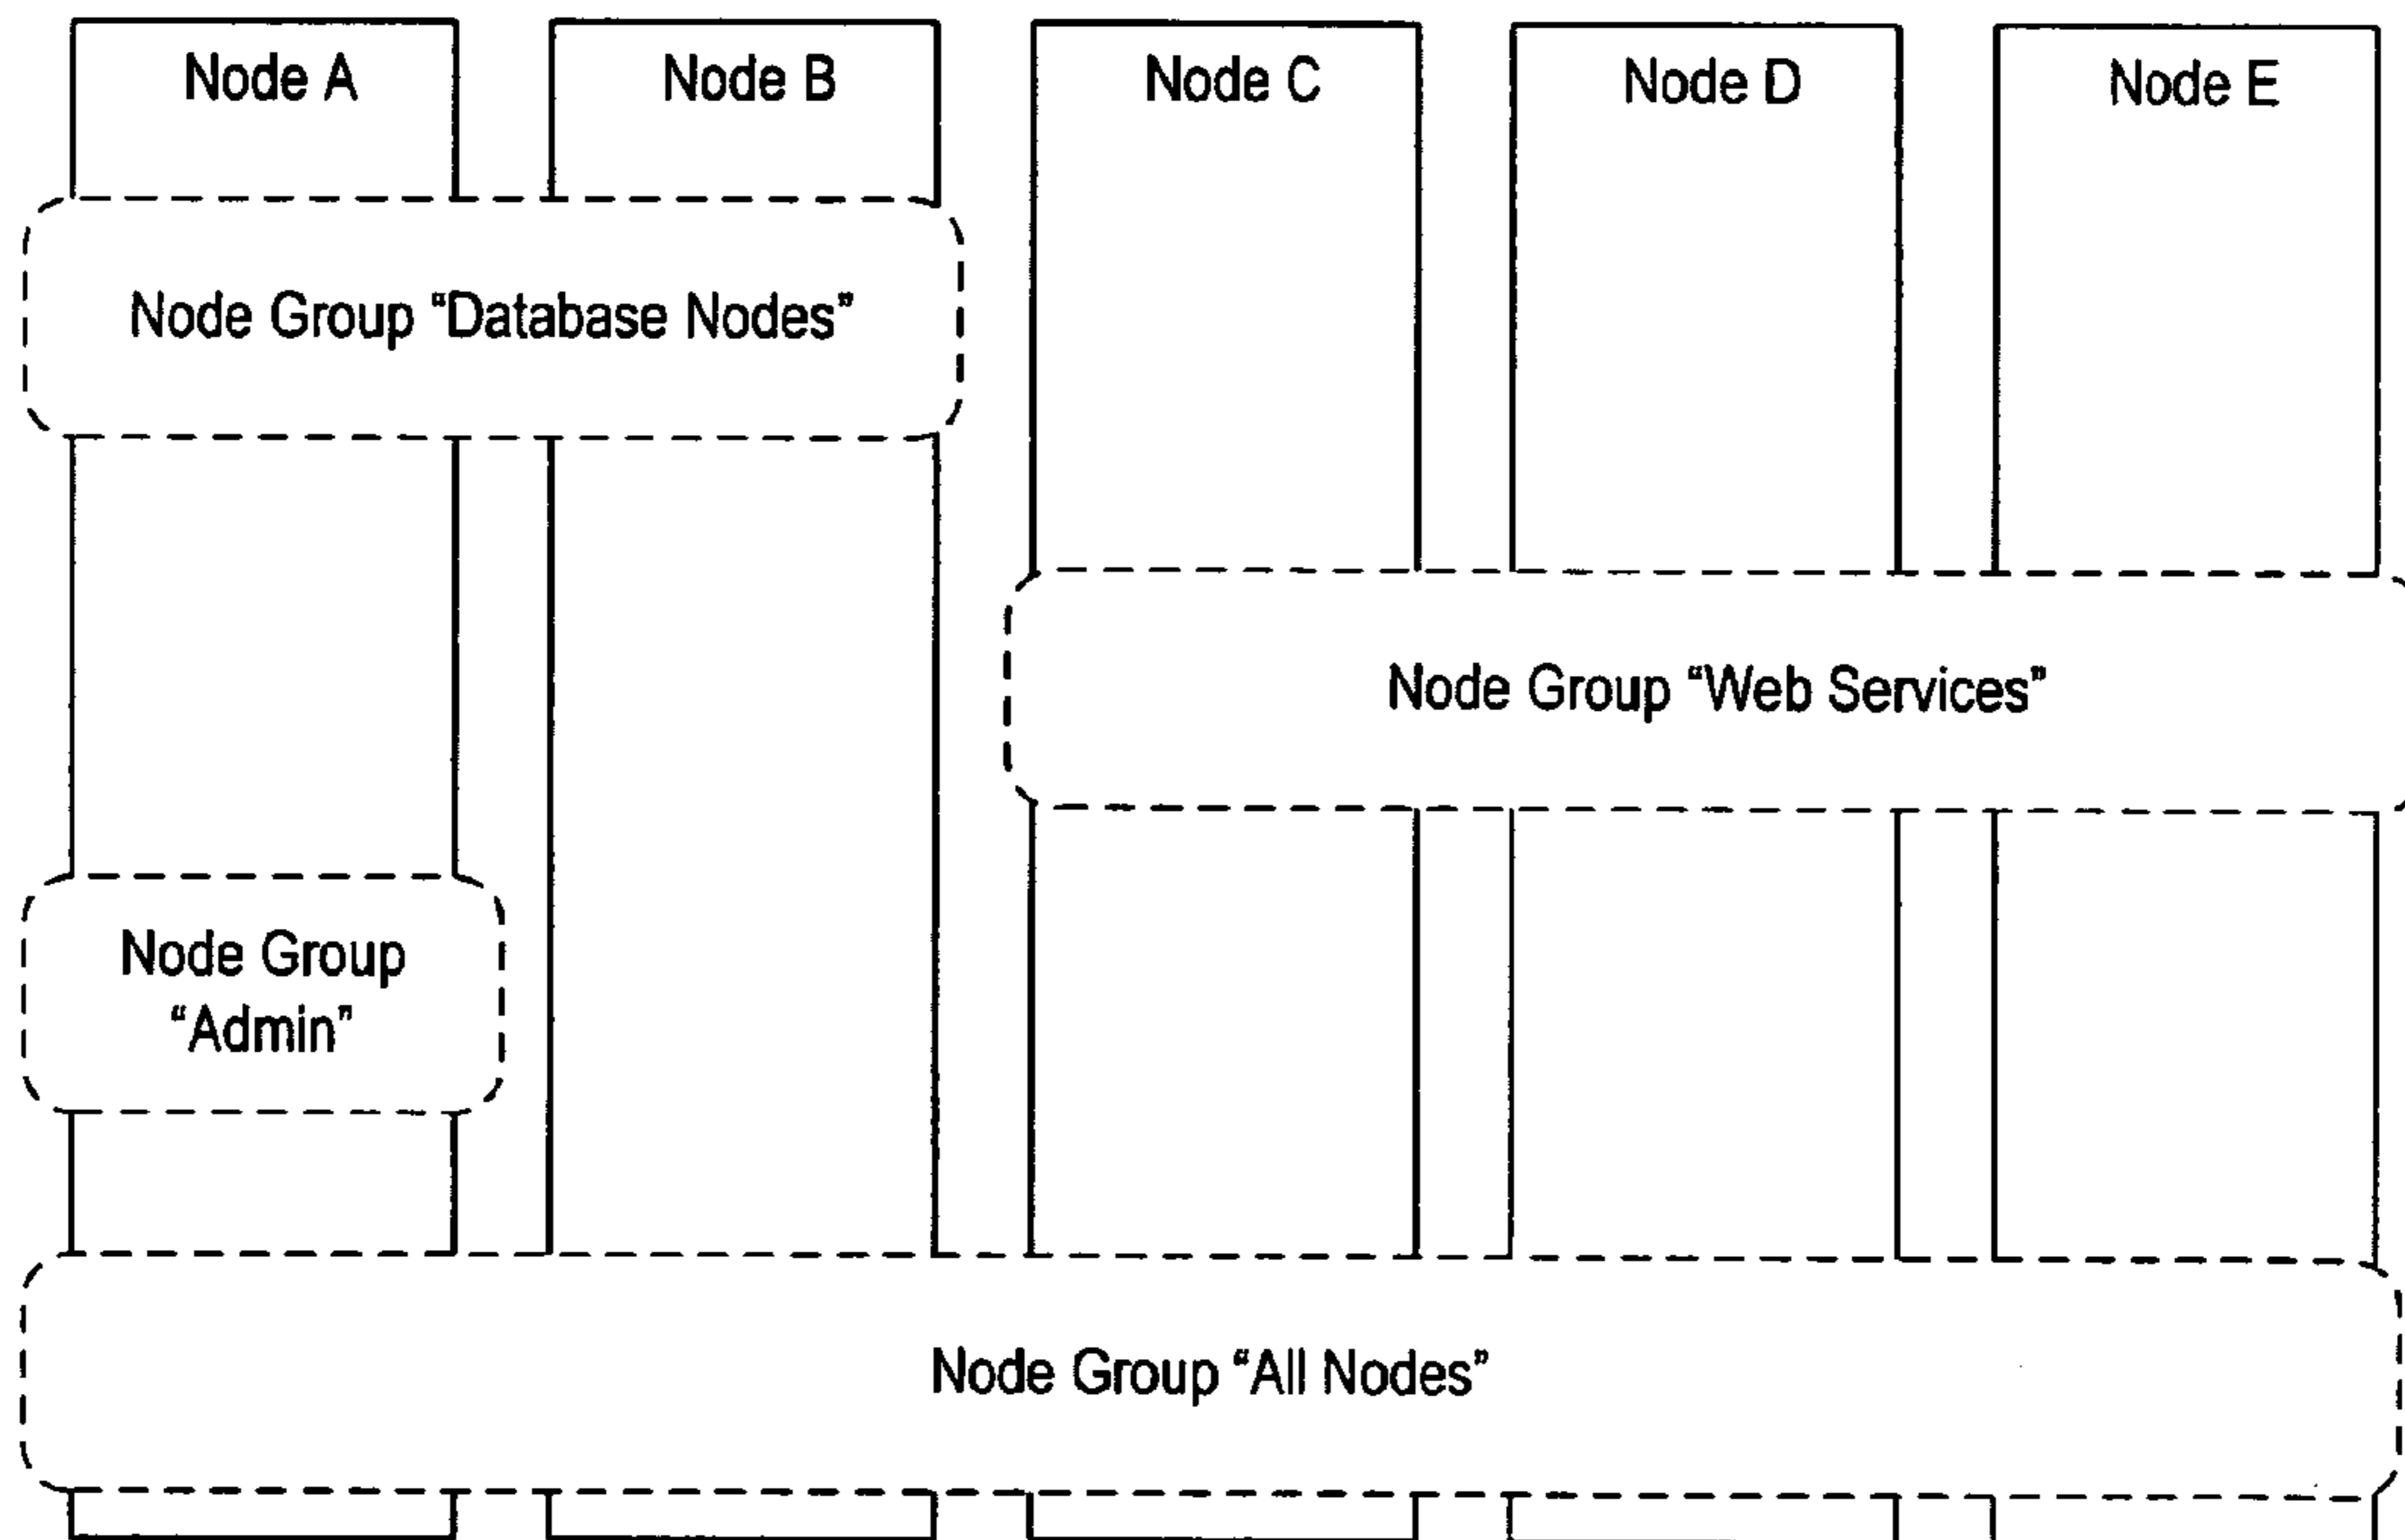 Node A
Node B
Node C
Node D
Node E
Node Group “Database Nodes”
Node Group “Web Services”
Node Group
“Admin”
Node Group “All Nodes”